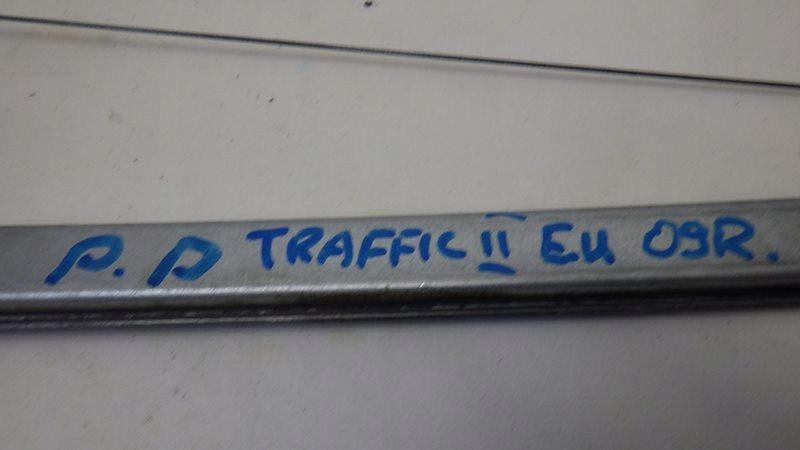 P.P TRAFFIC II EU 09R.